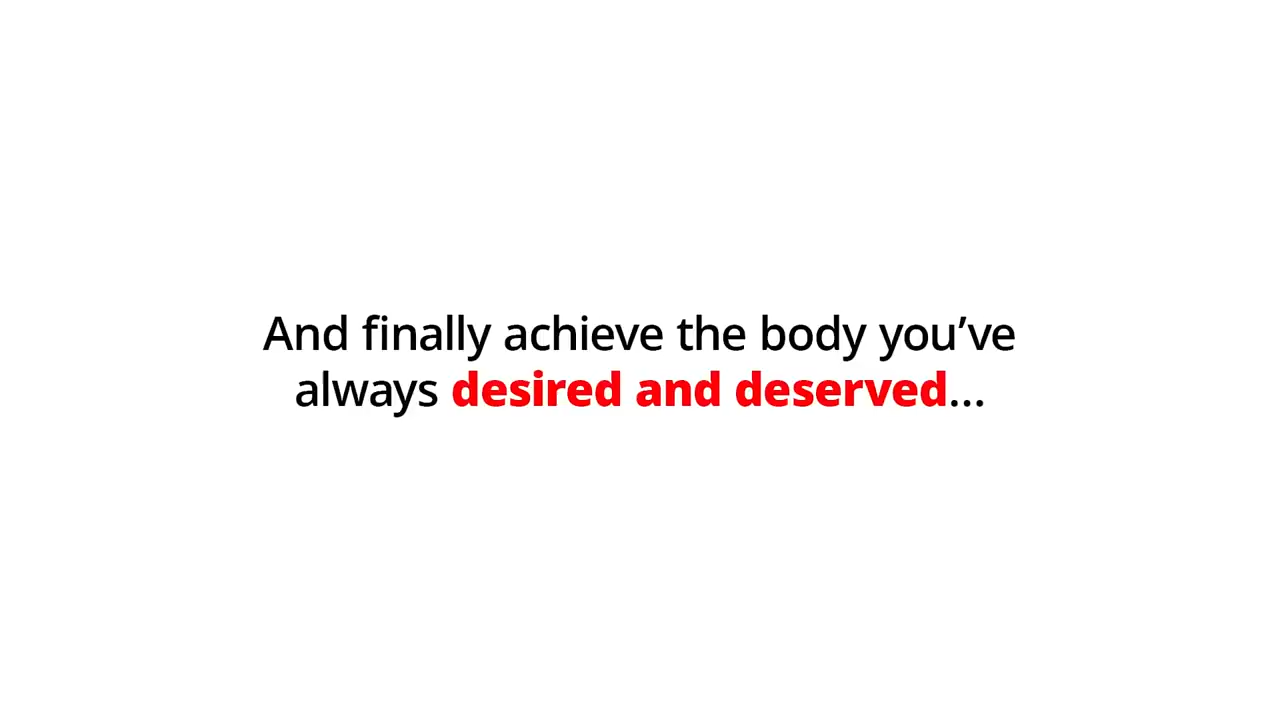 And finally achieve the body you’ve
always desired and deserved...